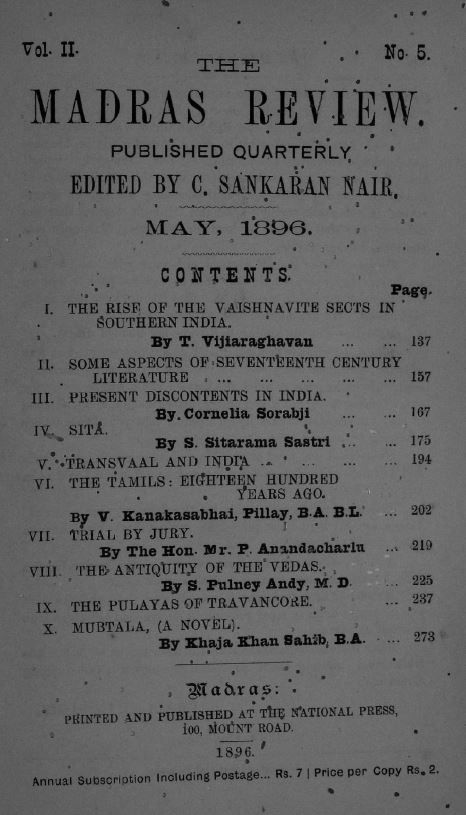 Vol. II. No. 5.
THE
MADRAS REVIEW.
PUBLISHED QUARTERLY,
EDITED BY C. SANKARAN NAIR,
MAY, 1896.
CONTENTS.
Page.
I. THE RISE OF THE VAISHNAVITE SECTS IN
SOUTHERN INDIA.
By T. Vijiaraghavan ... ... 137
II. SOME ASPECTS OF SEVENTEENTH CENTURY
LITERATURE ... ... ... ... ... 157
III. PRESENT DISCONTENTS IN INDIA.
By Cornelia Sorabji ... ... 167
IV. SITÂ.
By S. Sitarama Sastri ... ... 175
V. TRANSVAAL AND INDIA ... ... ... 194
VI. THE TAMILS: EIGHTEEN HUNDRED
YEARS AGO.
By V. Kanakasabhai, Pillay, B.A. B.L. ... 202
VII. TRIAL BY JURY.
By The Hon. Mr. P. Anandacharlu ... 219
VIII. THE ANTIQUITY OF THE VEDAS.
By S. Pulney Andy, M. D. ... 225
IX. THE PULAYAS OF TRAVANCORE. ... 237
X. MUBTALA, (A NOVEL).
By Khaja Khan Sahib, B.A. ... 273
Madras:
PRINTED AND PUBLISHED AT THE NATIONAL PRESS,
100, MOUNT ROAD.
1896.
Annual Subscription Including Postage... Rs. 7 | Price per Copy Rs. 2.